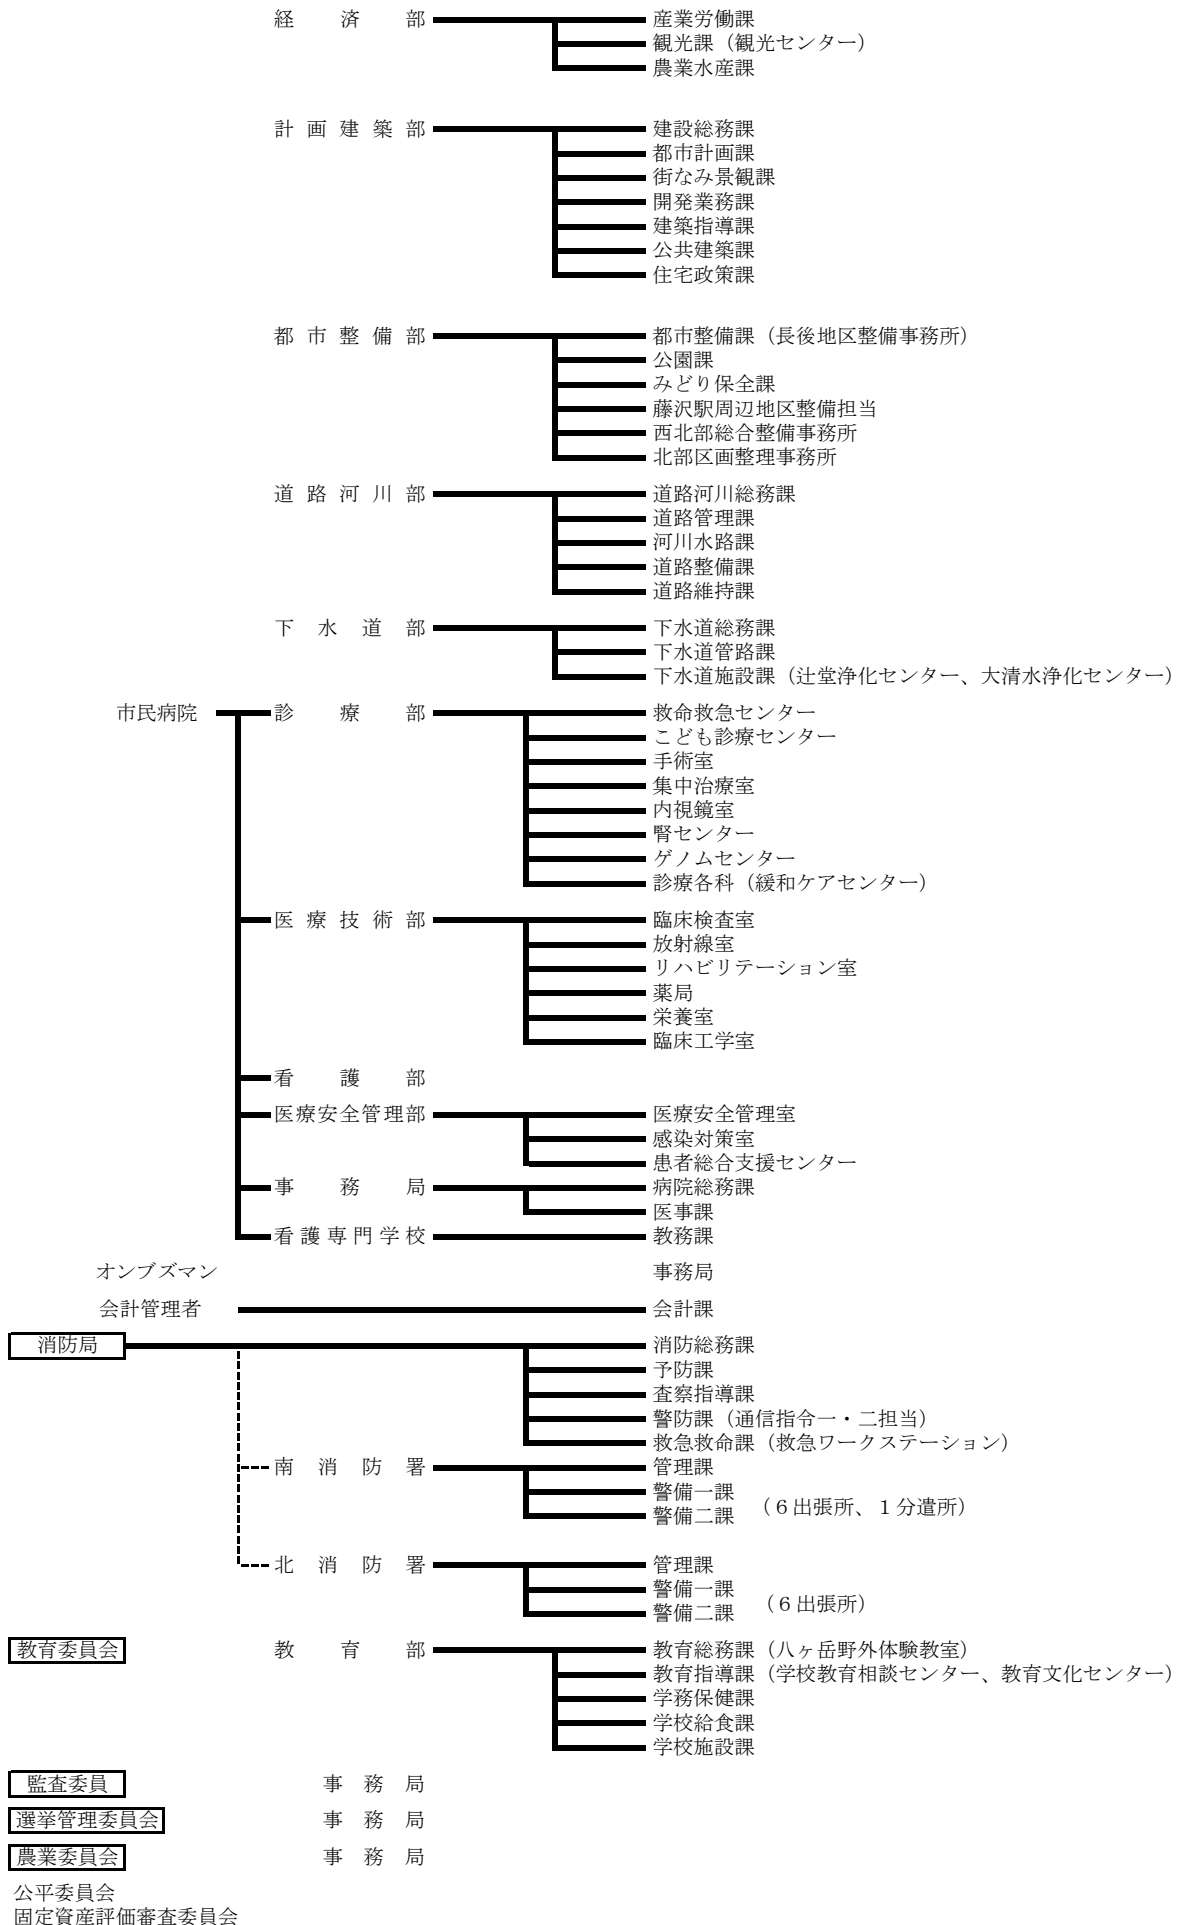 経済部 産業労働課
観光課（観光センター）
農業水産課
計画建築部 建設総務課
都市計画課
街なみ景観課
開発業務課
建築指導課
公共建築課
住宅政策課
都市整備部 都市整備課（長後地区整備事務所）
公園課
みどり保全課
藤沢駅周辺地区整備担当
西北部総合整備事務所
北部区画整理事務所
道路河川部 道路河川総務課
道路管理課
河川水路課
道路整備課
道路維持課
下水道部 下水道総務課
下水道管路課
下水道施設課（辻堂浄化センター、大清水浄化センター）
市民病院 診療部 救命救急センター
こども診療センター
手術室
集中治療室
内視鏡室
腎センター
ゲノムセンター
診療各科（緩和ケアセンター）
医療技術部 臨床検査室
放射線室
リハビリテーション室
薬局
栄養室
臨床工学室
看護部
医療安全管理部 医療安全管理室
感染対策室
患者総合支援センター
事務局 病院総務課
医事課
看護専門学校 教務課
オンブズマン 事務局
会計管理者 会計課
消防局 消防総務課
予防課
査察指導課
警防課（通信指令一・二担当）
救急救命課（救急ワークステーション）
南消防署 管理課
警備一課
警備二課 （６出張所、１分遣所）
北消防署 管理課
警備一課
警備二課 （６出張所）
教育委員会 教育部 教育総務課（八ヶ岳野外体験教室）
教育指導課（学校教育相談センター、教育文化センター）
学務保健課
学校給食課
学校施設課
監査委員 事務局
選挙管理委員会 事務局
農業委員会 事務局
公平委員会
固定資産評価審査委員会